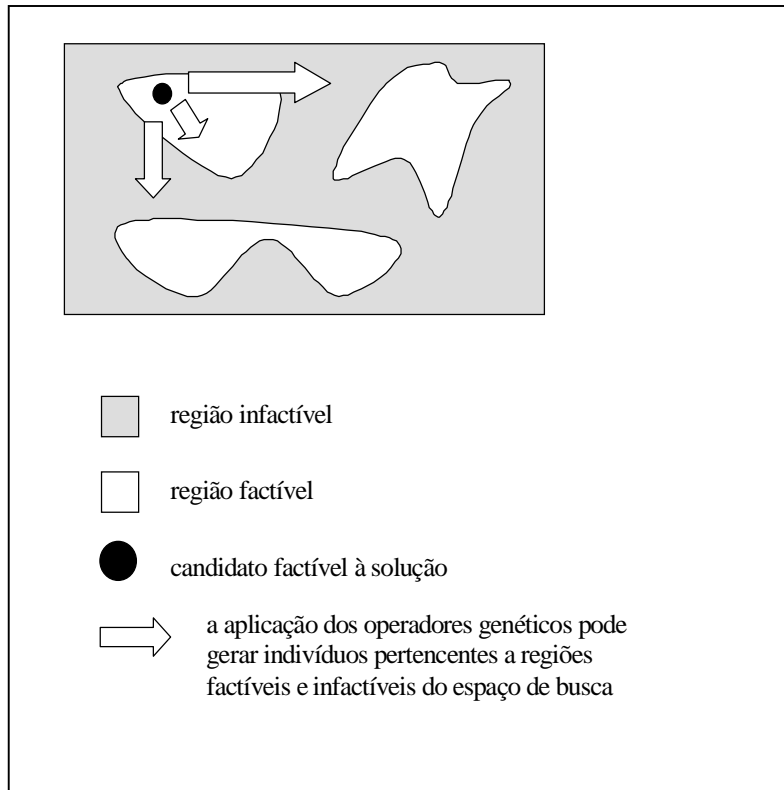 região infactível
região factível
candidato factível à solução
a aplicação dos operadores genéticos pode
gerar indivíduos pertencentes a regiões
factíveis e infactíveis do espaço de busca